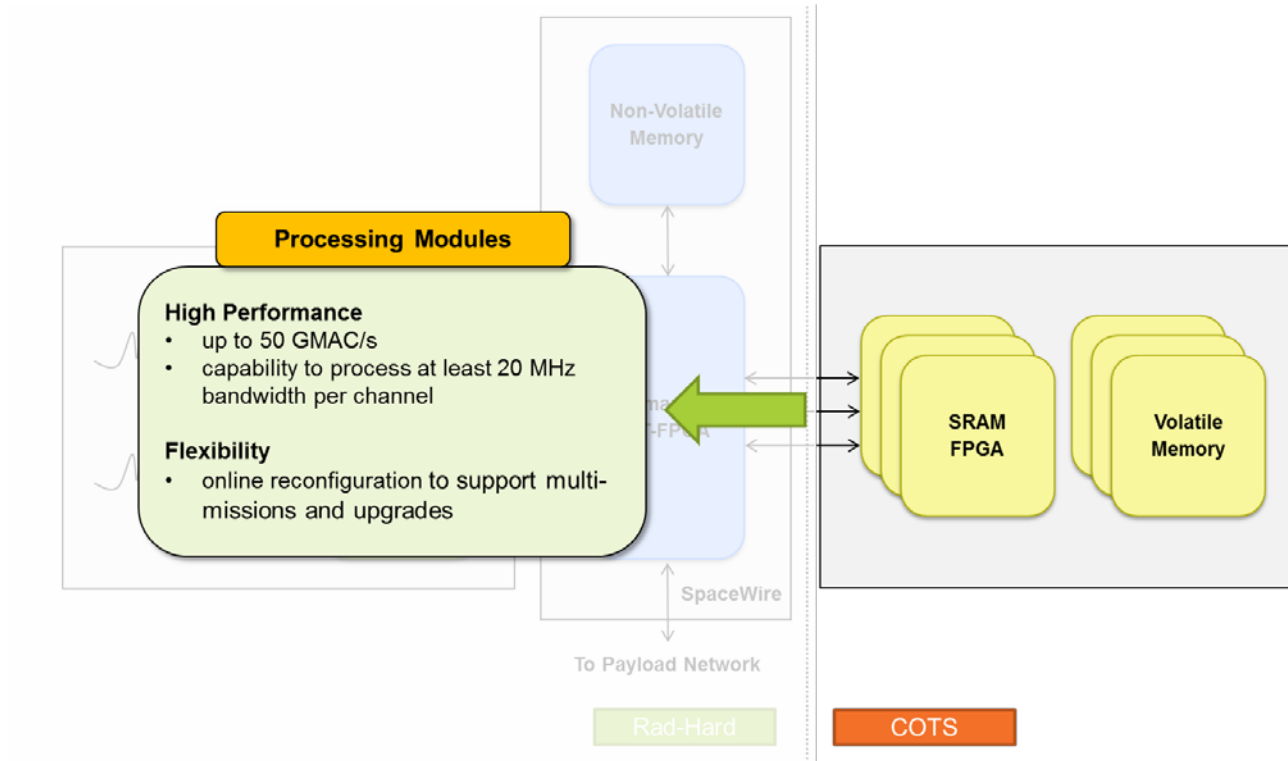 Non-Volatile
Memory
Processing Modules
High Performance
• up to 50 GMAC/s
• capability to process at least 20 MHz
bandwidth per channel
Flexibility
• online reconfiguration to support multi-
missions and upgrades
-FPGA
SRAM
FPGA
Volatile
Memory
SpaceWire
To Payload Network
Rad-Hard
COTS